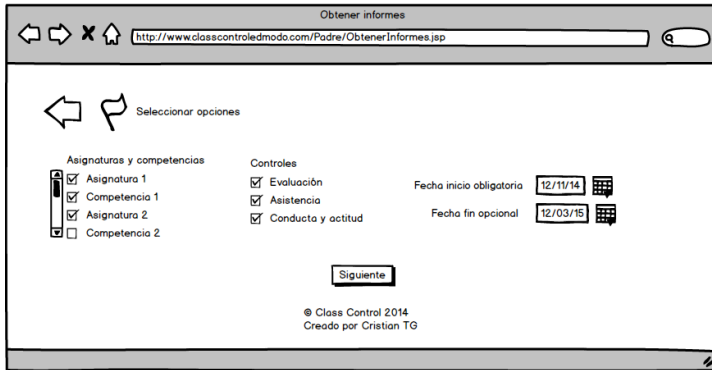 Obtener informes
http://www.classcontroledmodo.com/Padre/ObtenerInformes.jsp
Seleccionar opciones
Asignaturas y competencias
Asignatura 1
Competencia 1
Asignatura 2
Competencia 2
Controles
Evaluación
Asistencia
Conducta y actitud
Fecha inicio obligatoria 12/11/14
Fecha fin opcional 12/03/15
Siguiente
© Class Control 2014
Creado por Cristian TG